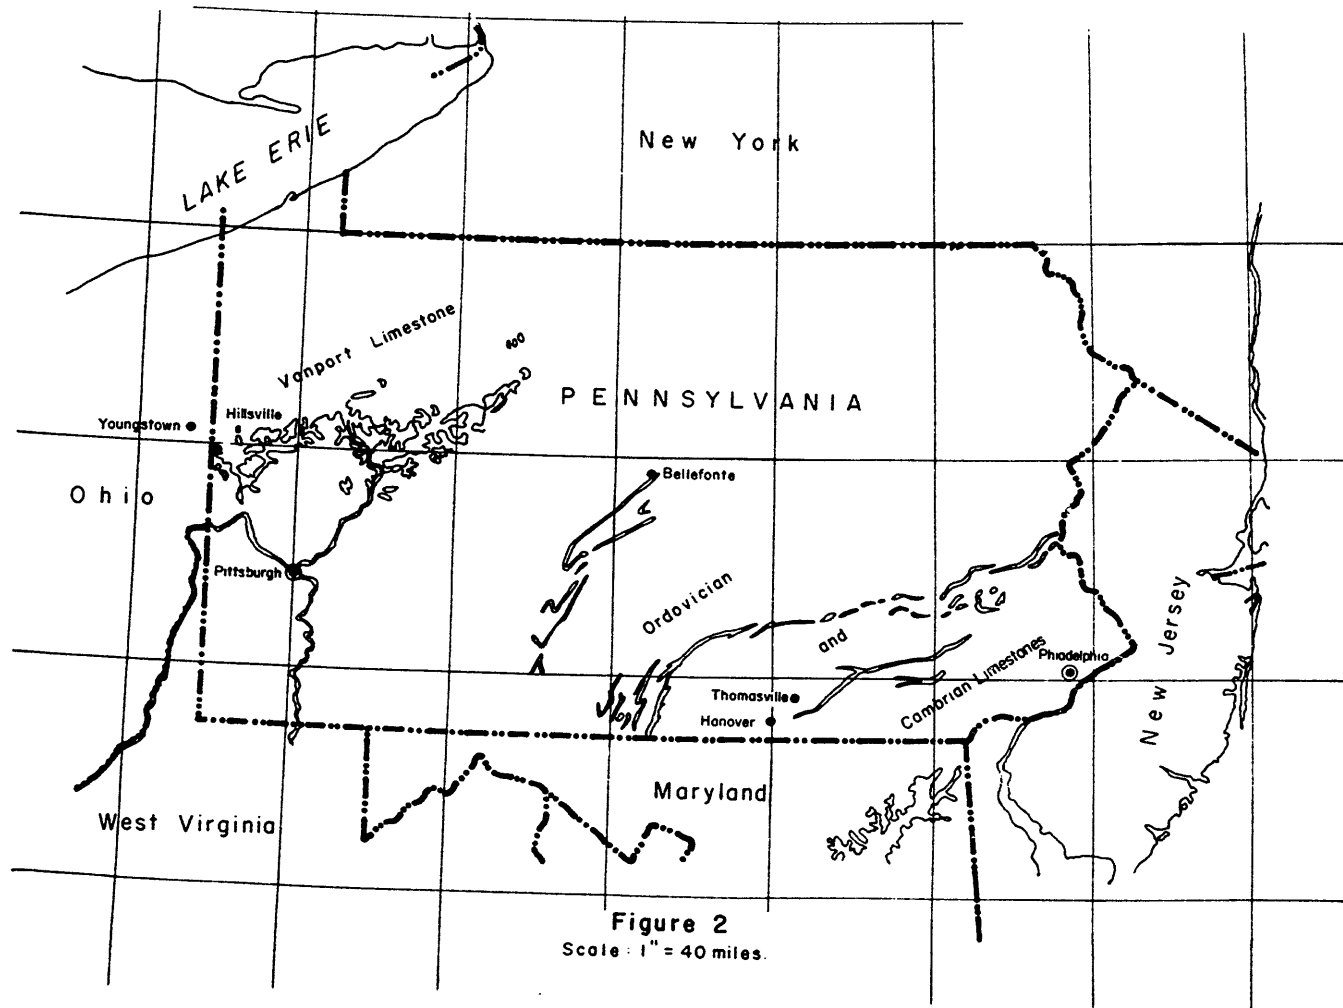 New York
LAKE ERIE
Vanport Limestone
PENNSYLVANIA
Hillsville
Youngstown
Bellefonte
Ohio
Pittsburgh
Ordovician
and
Cambrian Limestones
New Jersey
Philadelphia
Thomasville
Hanover
Maryland
West Virginia
Figure 2
Scale : 1" = 40 miles.